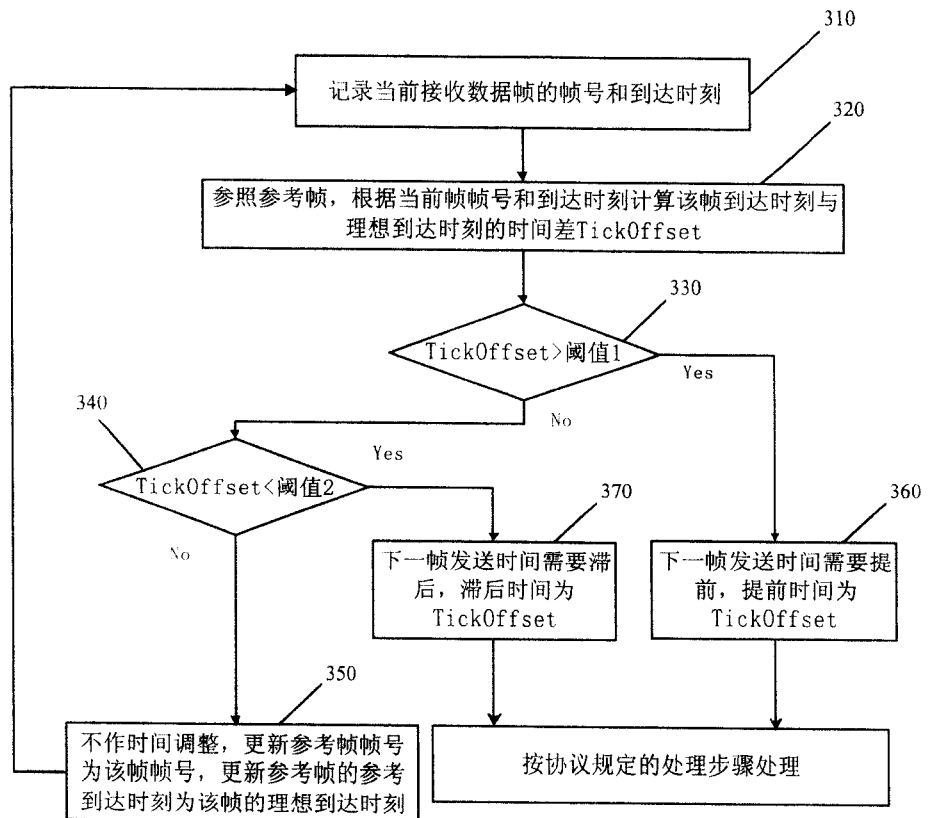 310
记录当前接收数据帧的帧号和到达时刻
320
参照参考帧，根据当前帧帧号和到达时刻计算该帧到达时刻与
理想到达时刻的时间差TickOffset
330
TickOffset>阈值1
Yes
No
340
TickOffset<阈值2
Yes
No
370
下一帧发送时间需要滞
后，滞后时间为
TickOffset
360
下一帧发送时间需要提
前，提前时间为
TickOffset
350
不作时间调整，更新参考帧帧号
为该帧帧号，更新参考帧的参考
到达时刻为该帧的理想到达时刻
按协议规定的处理步骤处理